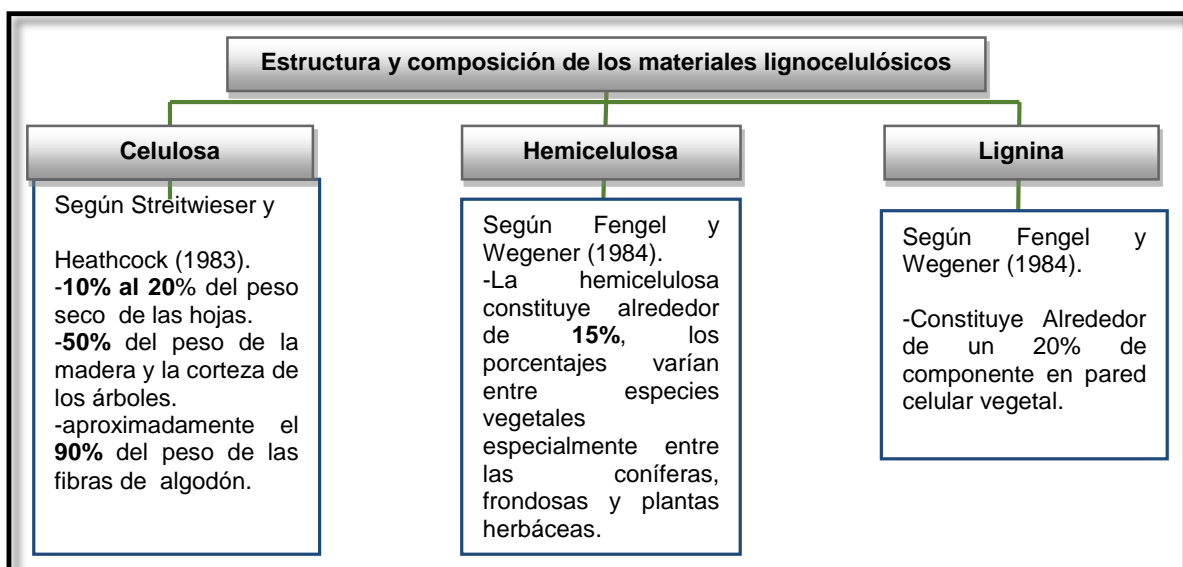 Estructura y composición de los materiales lignocelulósicos
Celulosa
Según Streitwieser y
Heathcock (1983).
-10% al 20% del peso
seco de las hojas.
-50% del peso de la
madera y la corteza de
los árboles.
-aproximadamente el
90% del peso de las
fibras de algodón.
Hemicelulosa
Según Fengel y
Wegener (1984).
-La hemicelulosa
constituye alrededor
de 15%, los
porcentajes varían
entre especies
vegetales
especialmente entre
las coníferas,
frondosas y plantas
herbáceas.
Lignina
Según Fengel y
Wegener (1984).
-Constituye Alrededor
de un 20% de
componente en pared
celular vegetal.